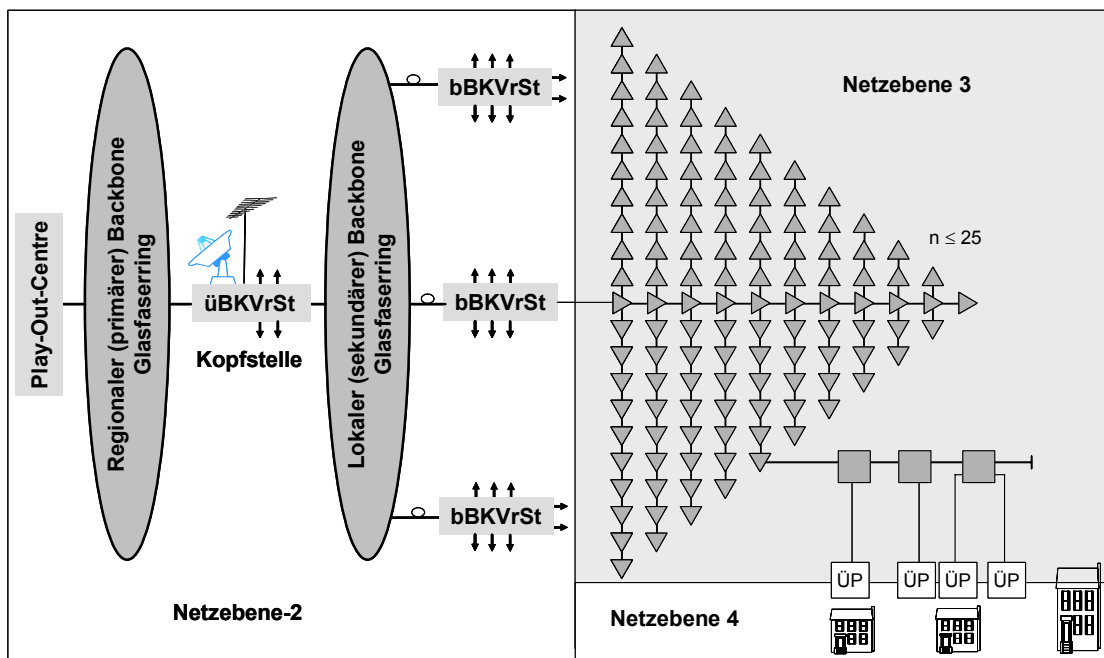 Play-Out-Centre
Regionaler (primärer) Backbone
Glasfaserring
üBKVrSt
Kopfstelle
Lokaler (sekundärer) Backbone
Glasfaserring
bBKVrSt
bBKVrSt
bBKVrSt
Netzebene-2
Netzebene 3
n ≤ 25
ÜP
ÜP
ÜP
ÜP
Netzebene 4